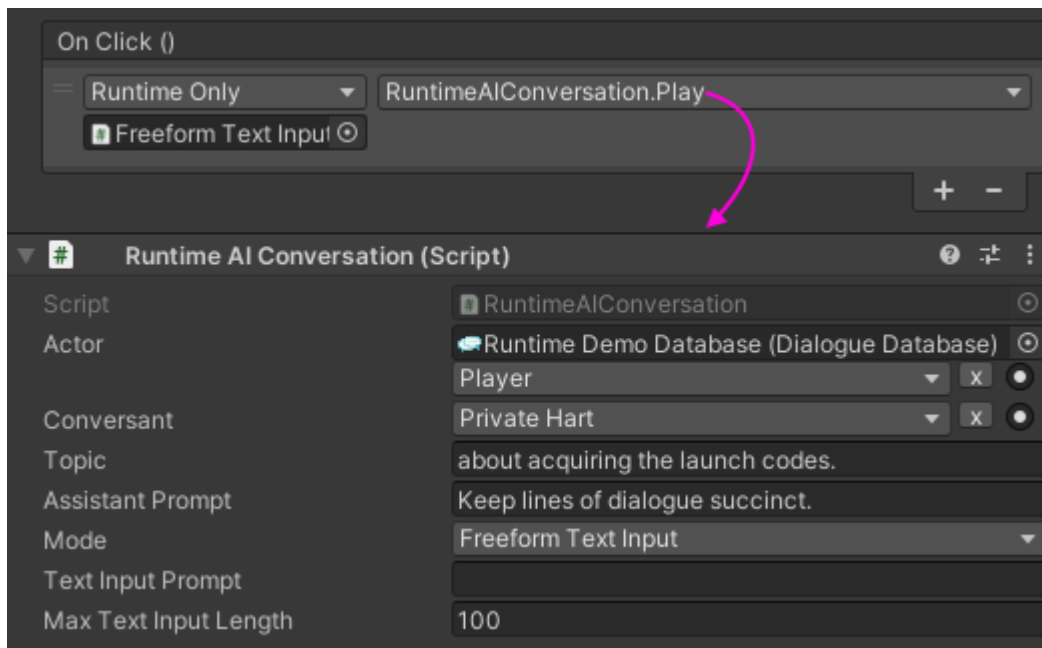 On Click ()
Runtime Only RuntimeAIConversation.Play
Freeform Text Input
Runtime AI Conversation (Script)
Script RuntimeAIConversation
Actor Runtime Demo Database (Dialogue Database)
Player x
Conversant Private Hart x
Topic about acquiring the launch codes.
Assistant Prompt Keep lines of dialogue succinct.
Mode Freeform Text Input
Text Input Prompt
Max Text Input Length 100